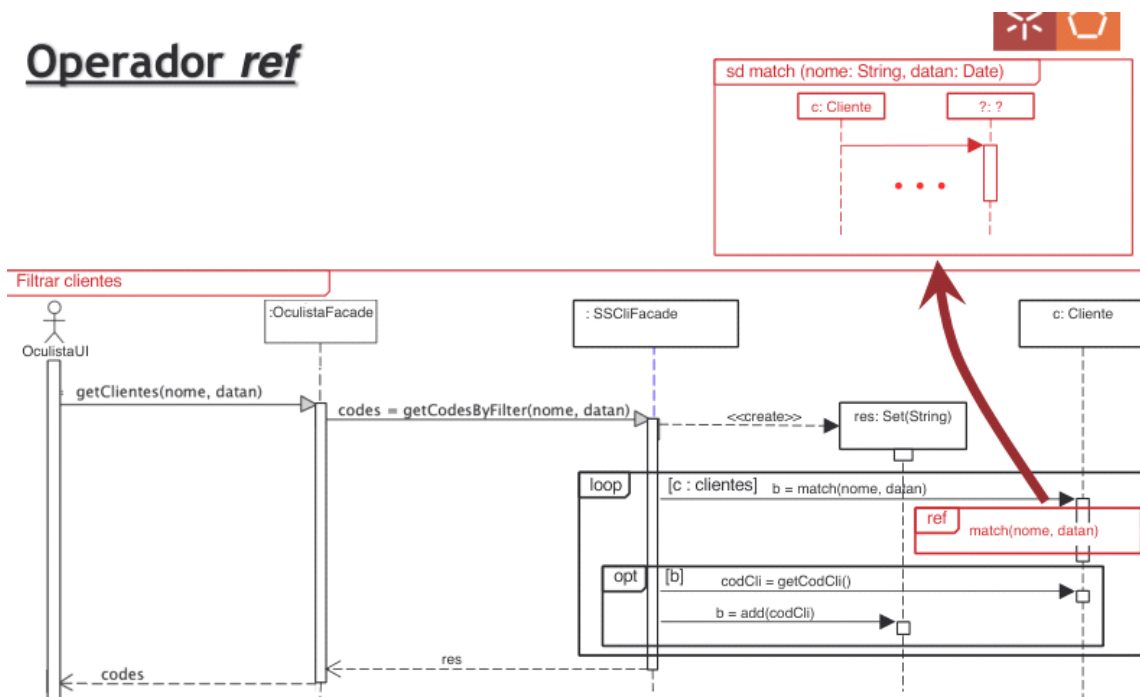 Operador ref
sd match (nome: String, datan: Date)
c: Cliente
?: ?
Filtrar clientes
OculistaUI
:OculistaFacade
: SSCliFacade
c: Cliente
getClientes(nome, datan)
codes = getCodesByFilter(nome, datan)
<<create>>
res: Set(String)
loop
[c : clientes]
b = match(nome, datan)
ref
match(nome, datan)
opt
[b]
codCli = getCodCli()
b = add(codCli)
res
codes